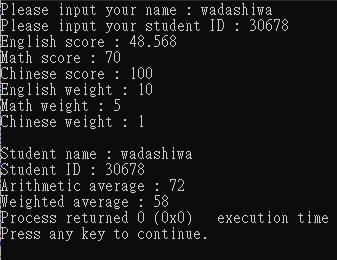 Please input your name : wadashiwa
Please input your student ID : 30678
English score : 48.568
Math score : 70
Chinese score : 100
English weight : 10
Math weight : 5
Chinese weight : 1
Student name : wadashiwa
Student ID : 30678
Arithmetic average : 72
Weighted average : 58
Process returned 0 (0x0)   execution time
Press any key to continue.